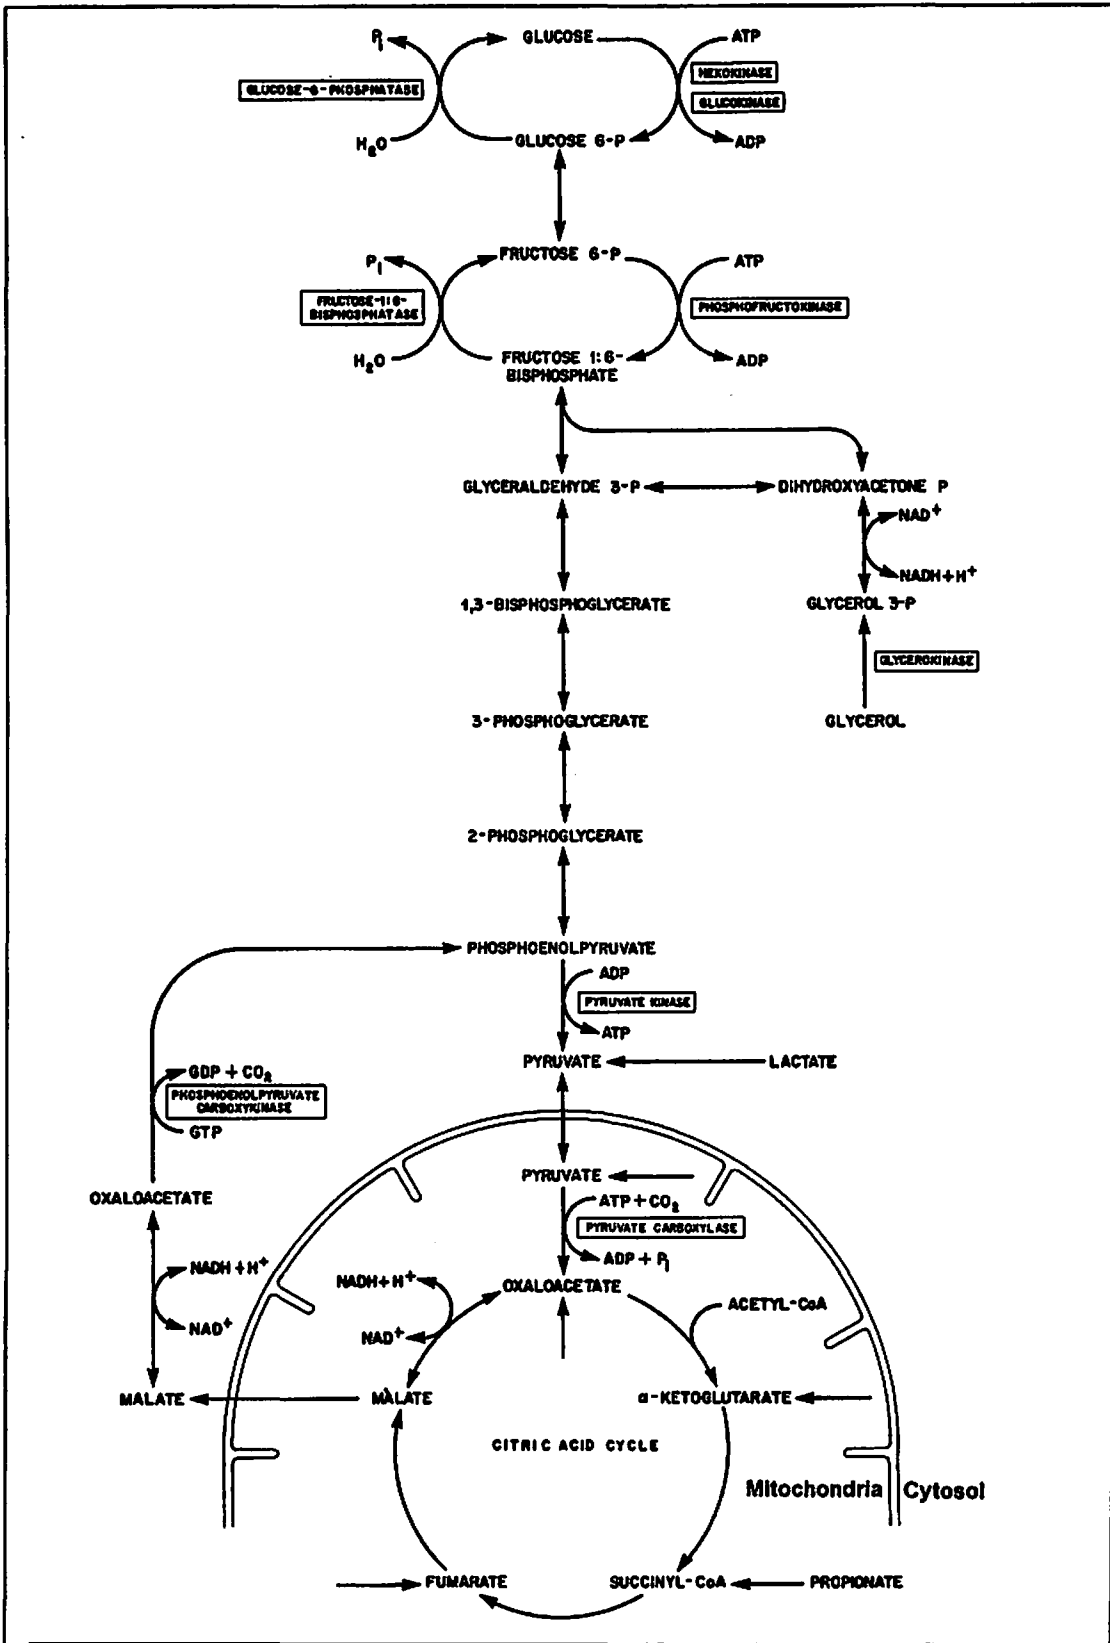 Pi GLUCOSE ATP
HEXOKINASE
GLUCOSE-6-PHOSPHATASE
GLUCOKINASE
H2O GLUCOSE 6-P ADP
FRUCTOSE 6-P
Pi ATP
FRUCTOSE-1:6-
BISPHOSPHATASE
PHOSPHOFRUCTOKINASE
H2O FRUCTOSE 1:6- ADP
BISPHOSPHATE
GLYCERALDEHYDE 3-P DIHYDROXYACETONE P
NAD+
NADH+H+
1,3-BISPHOSPHOGLYCERATE GLYCEROL 3-P
GLYCEROKINASE
3-PHOSPHOGLYCERATE GLYCEROL
2-PHOSPHOGLYCERATE
PHOSPHOENOLPYRUVATE
ADP
PYRUVATE KINASE
ATP
PYRUVATE LACTATE
GDP + CO2
PHOSPHOENOLPYRUVATE
CARBOXYKINASE
GTP
PYRUVATE
OXALOACETATE
ATP + CO2
PYRUVATE CARBOXYLASE
ADP + Pi
NADH+H+
NADH+H+ OXALOACETATE
ACETYL-CoA
NAD+
NAD+
MALATE MALATE α-KETOGLUTARATE
CITRIC ACID CYCLE
Mitochondria Cytosol
FUMARATE SUCCINYL-CoA PROPIONATE